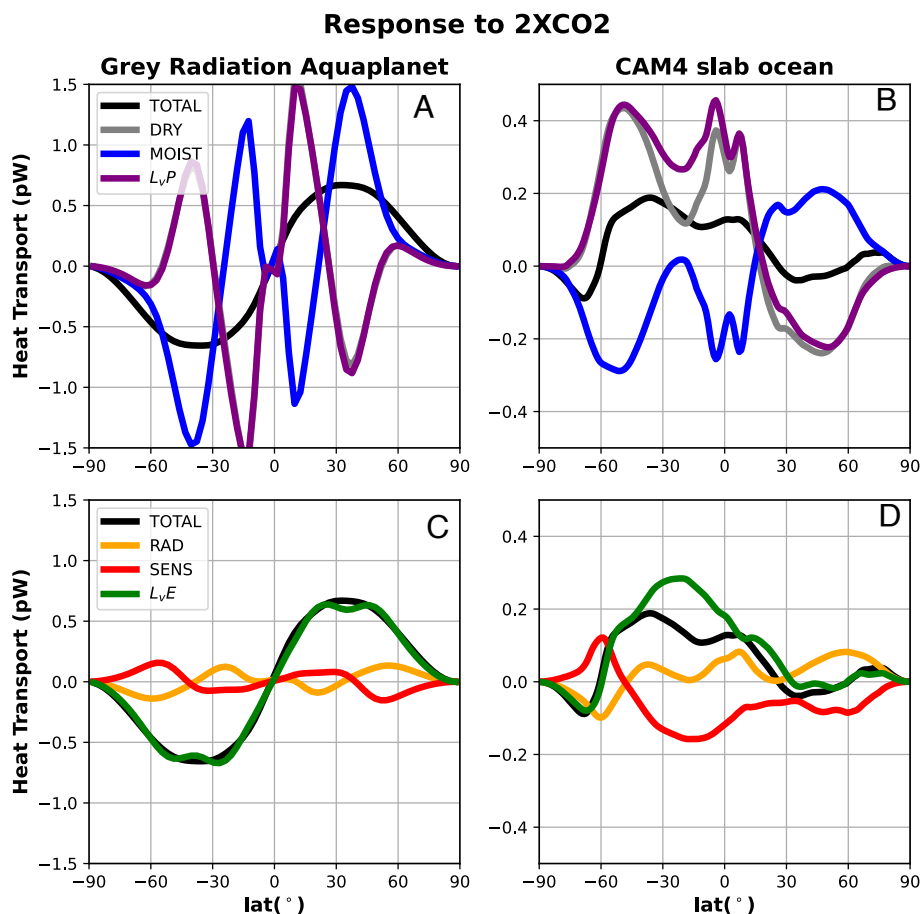 Response to 2XCO2
Grey Radiation Aquaplanet
CAM4 slab ocean
A
TOTAL
DRY
MOIST
LᵥP
Heat Transport (pW)
1.5
1.0
0.5
0.0
−0.5
−1.0
−1.5
−90 −60 −30 0 30 60 90
B
0.4
0.2
0.0
−0.2
−0.4
−90 −60 −30 0 30 60 90
C
TOTAL
RAD
SENS
LᵥE
Heat Transport (pW)
1.5
1.0
0.5
0.0
−0.5
−1.0
−1.5
−90 −60 −30 0 30 60 90
lat(°)
D
0.4
0.2
0.0
−0.2
−0.4
−90 −60 −30 0 30 60 90
lat(°)